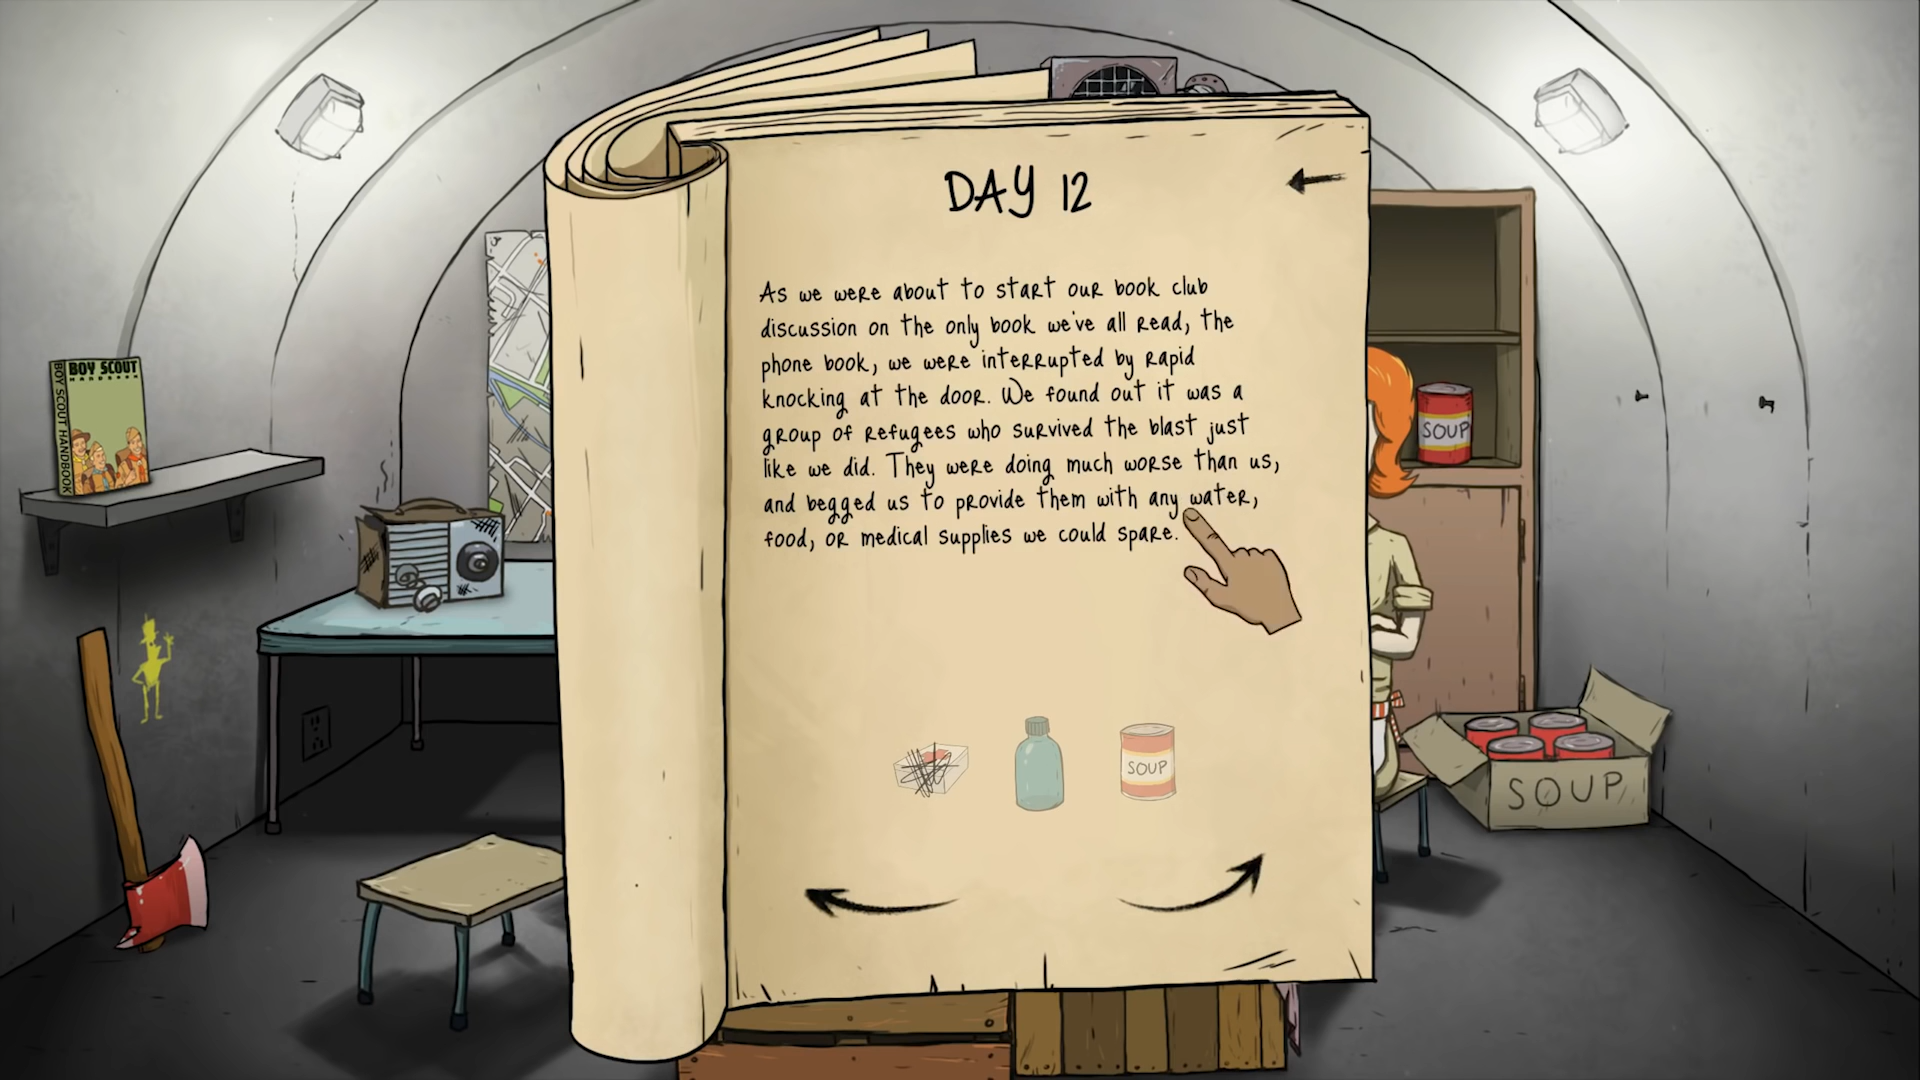 DAY 12
As we were about to start our book club
discussion on the only book we've all read, the
phone book, we were interrupted by rapid
knocking at the door. We found out it was a
group of refugees who survived the blast just
like we did. They were doing much worse than us,
and begged us to provide them with any water,
food, or medical supplies we could spare.
SOUP
BOY SCOUT
HANDBOOK
BOY SCOUT HANDBOOK
SOUP
SOUP